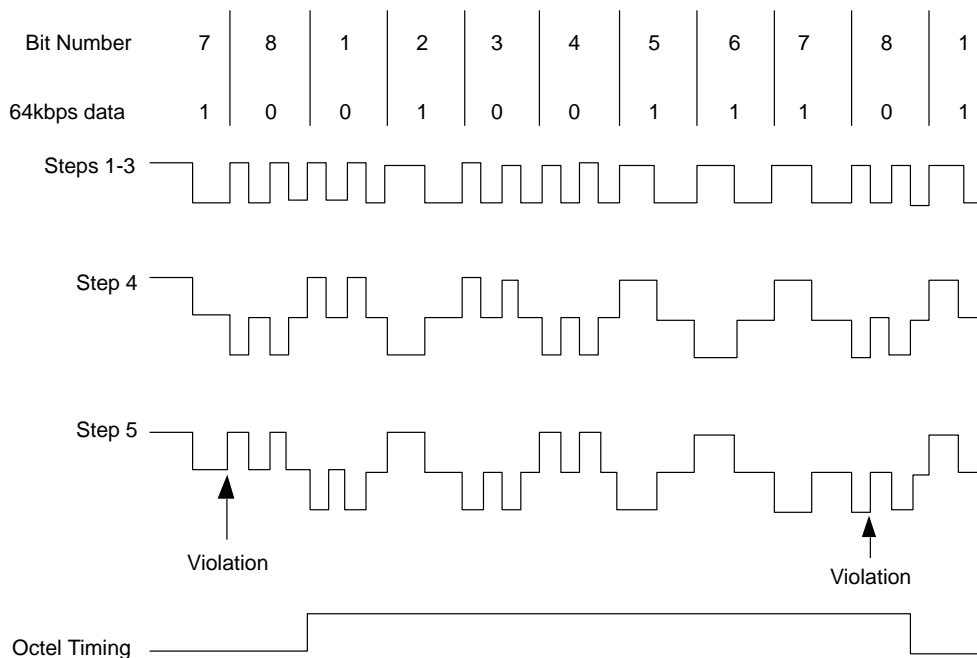 Bit Number 7 8 1 2 3 4 5 6 7 8 1
64kbps data 1 0 0 1 0 0 1 1 1 0 1
Steps 1-3
Step 4
Step 5
Violation
Violation
Octel Timing